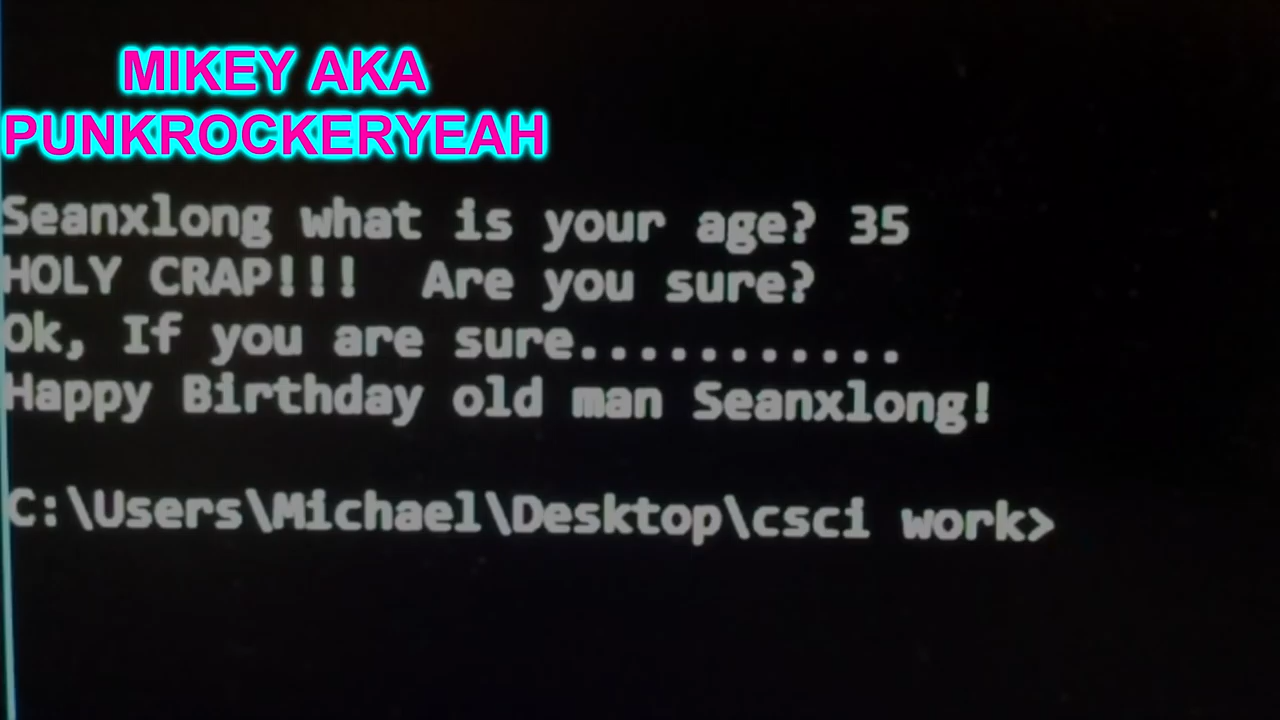 MIKEY AKA
PUNKROCKERYEAH
Seanxlong what is your age? 35
HOLY CRAP!!!  Are you sure?
Ok, If you are sure...........
Happy Birthday old man Seanxlong!
C:\Users\Michael\Desktop\csci work>